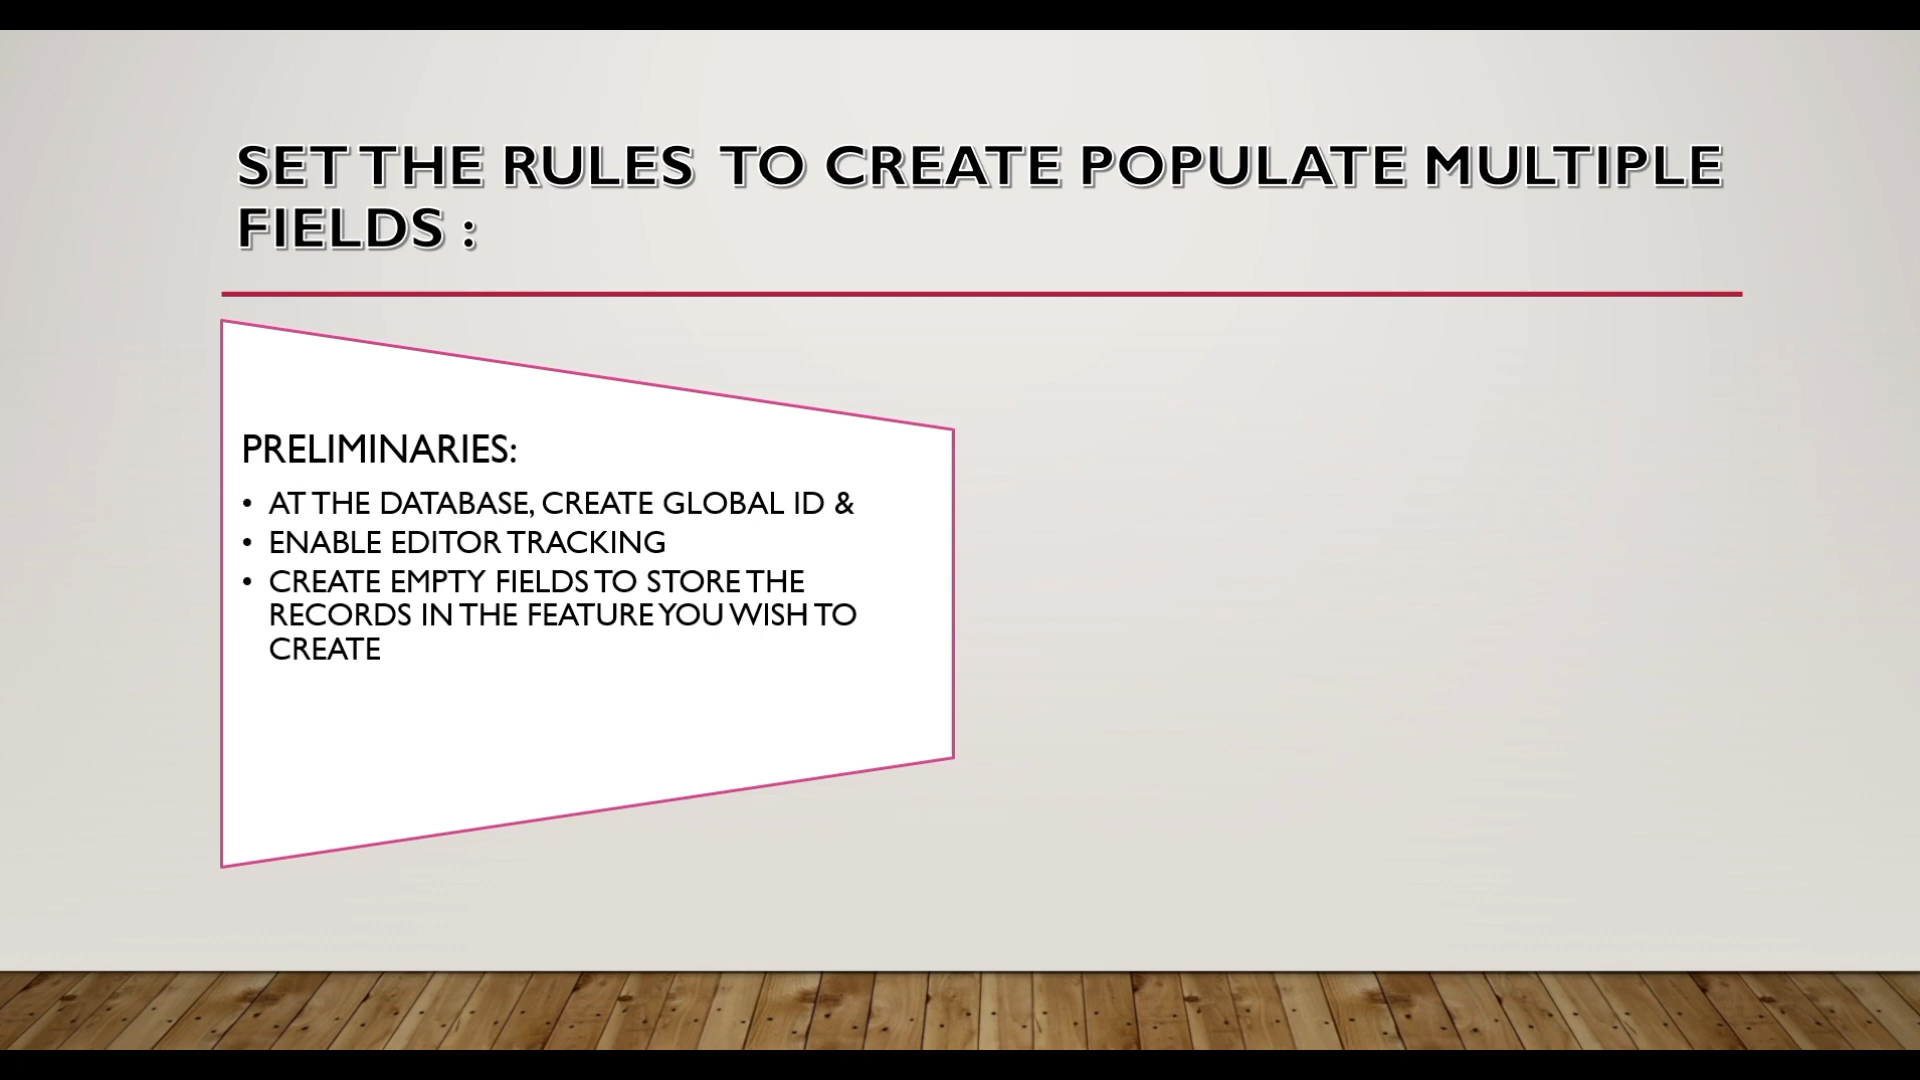 SET THE RULES TO CREATE POPULATE MULTIPLE
FIELDS :
PRELIMINARIES:
• AT THE DATABASE, CREATE GLOBAL ID &
• ENABLE EDITOR TRACKING
• CREATE EMPTY FIELDS TO STORE THE
RECORDS IN THE FEATURE YOU WISH TO
CREATE